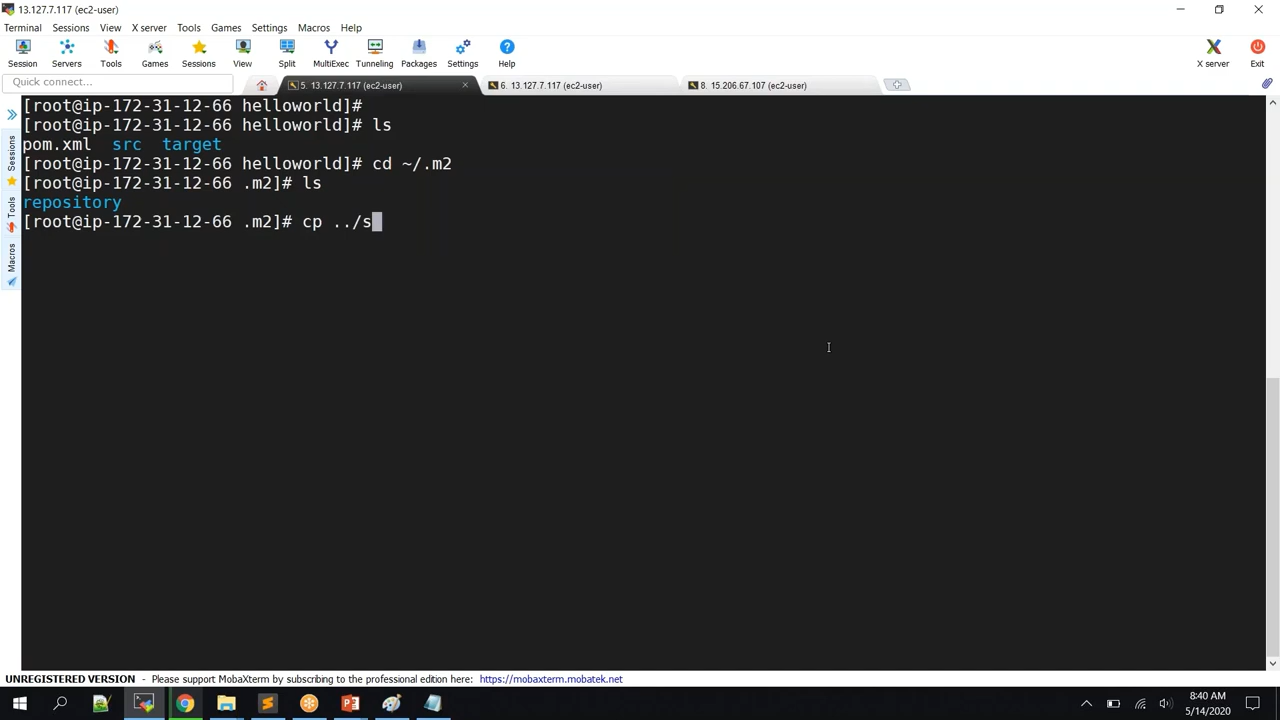 13.127.7.117 (ec2-user)
Terminal Sessions View X server Tools Games Settings Macros Help
Session Servers Tools Games Sessions View Split MultiExec Tunneling Packages Settings Help X server Exit
Quick connect...
5. 13.127.7.117 (ec2-user)
6. 13.127.7.117 (ec2-user)
8. 15.206.67.107 (ec2-user)
Sessions
Tools
Macros
[root@ip-172-31-12-66 helloworld]#
[root@ip-172-31-12-66 helloworld]# ls
pom.xml src target
[root@ip-172-31-12-66 helloworld]# cd ~/.m2
[root@ip-172-31-12-66 .m2]# ls
repository
[root@ip-172-31-12-66 .m2]# cp ../s
UNREGISTERED VERSION - Please support MobaXterm by subscribing to the professional edition here: https://mobaxterm.mobatek.net
8:40 AM
5/14/2020